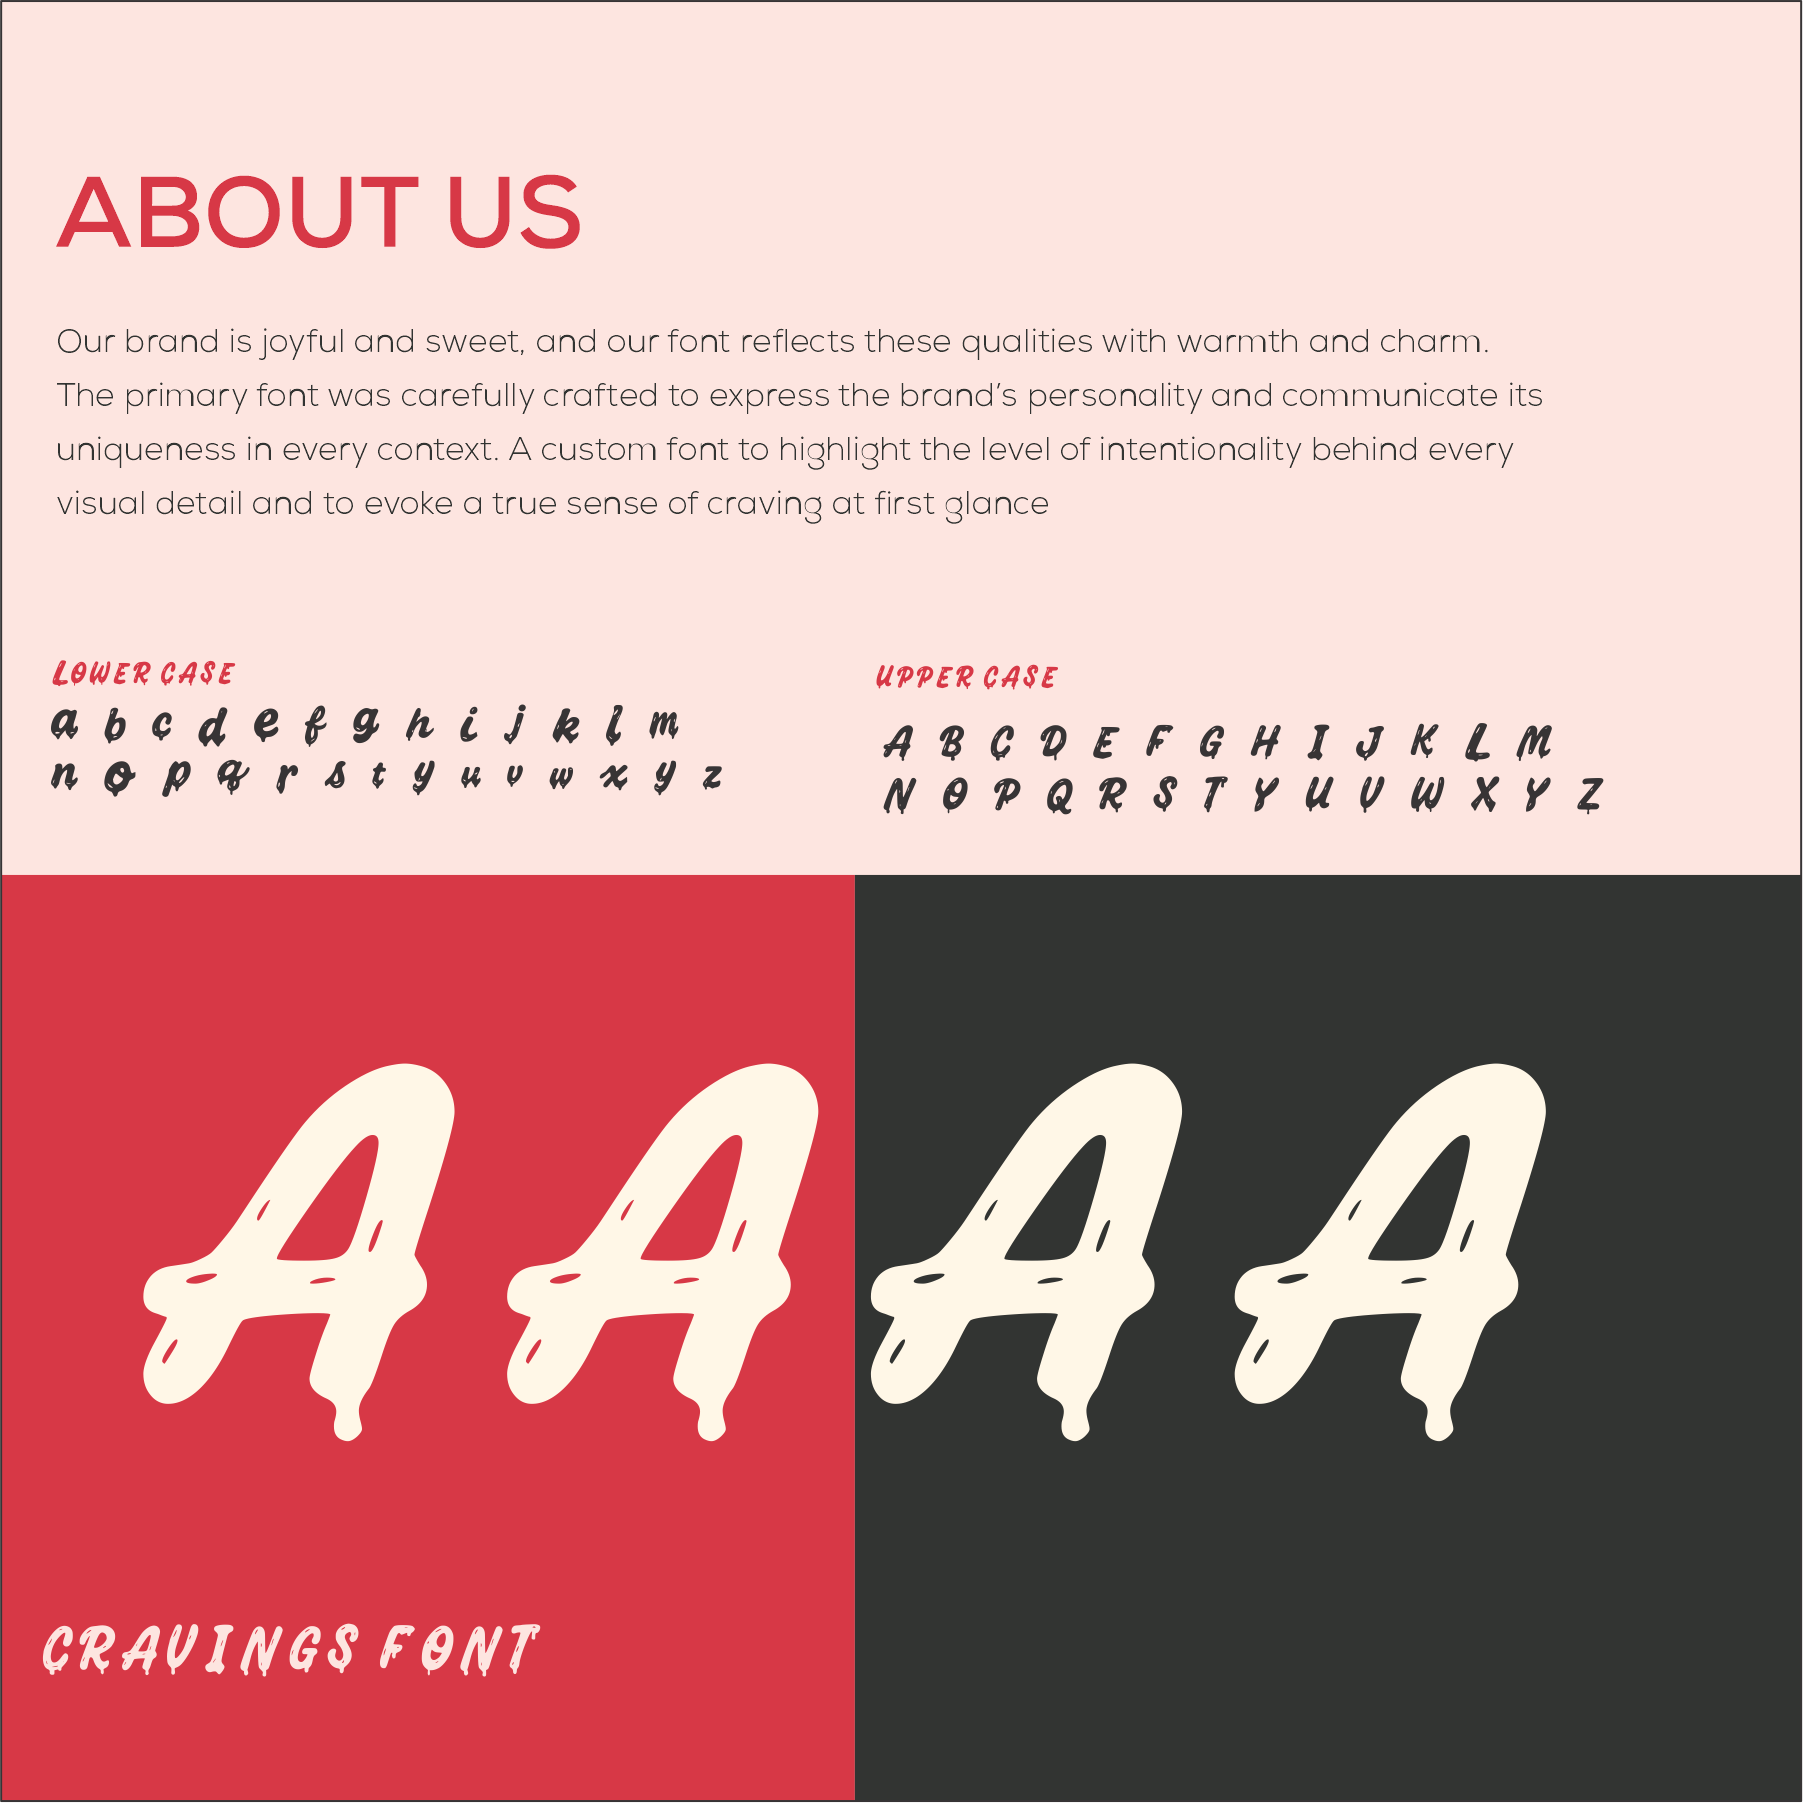 ABOUT US
Our brand is joyful and sweet, and our font reflects these qualities with warmth and charm.
The primary font was carefully crafted to express the brand's personality and communicate its
uniqueness in every context. A custom font to highlight the level of intentionality behind every
visual detail and to evoke a true sense of craving at first glance
LOWER CASE
a b c d e f g h i j k l m
n o p q r s t y u v w x y z
UPPER CASE
A B C D E F G H I J K L M
N O P Q R S T Y U V W X Y Z
A A A A
CRAVINGS FONT